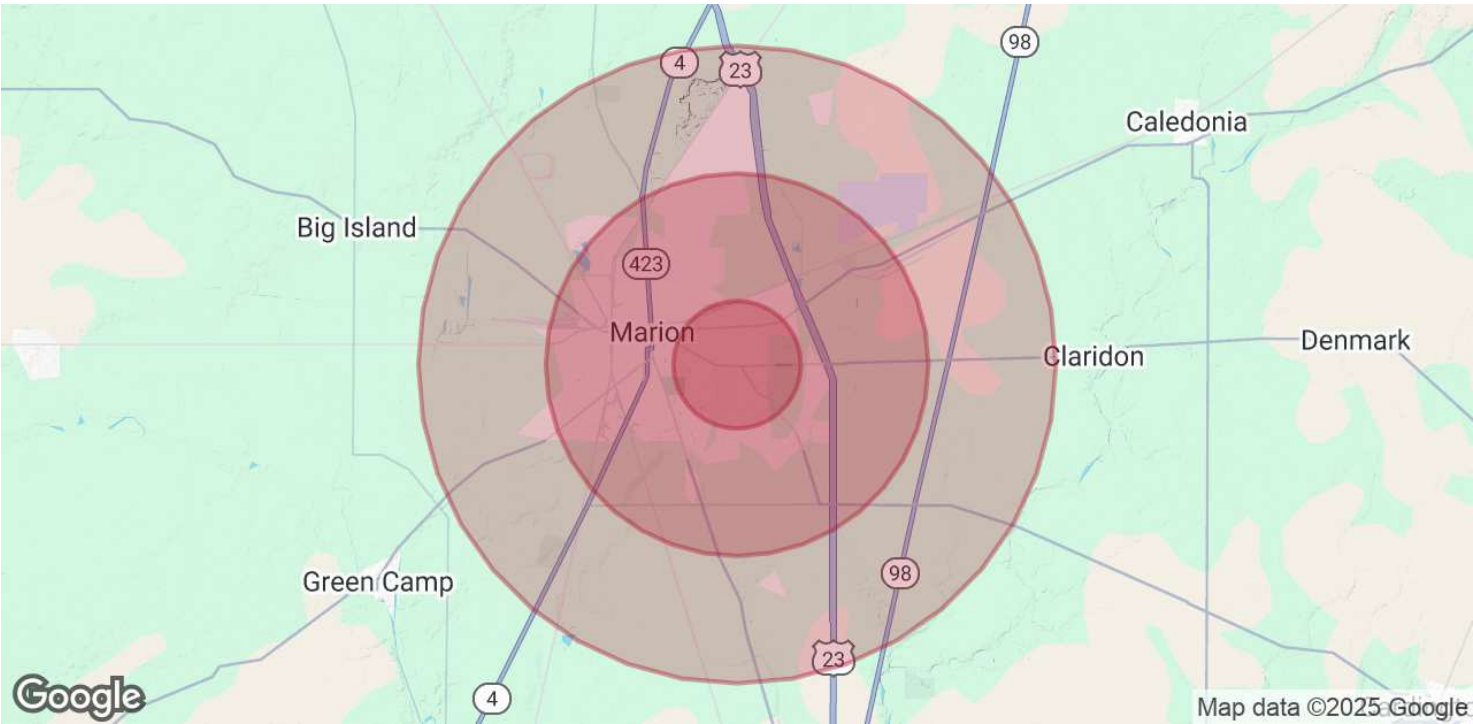 98
4
23
Caledonia
Big Island
423
Marion
Denmark
Claridon
Green Camp
98
23
4
Google
Map data ©2025 Google